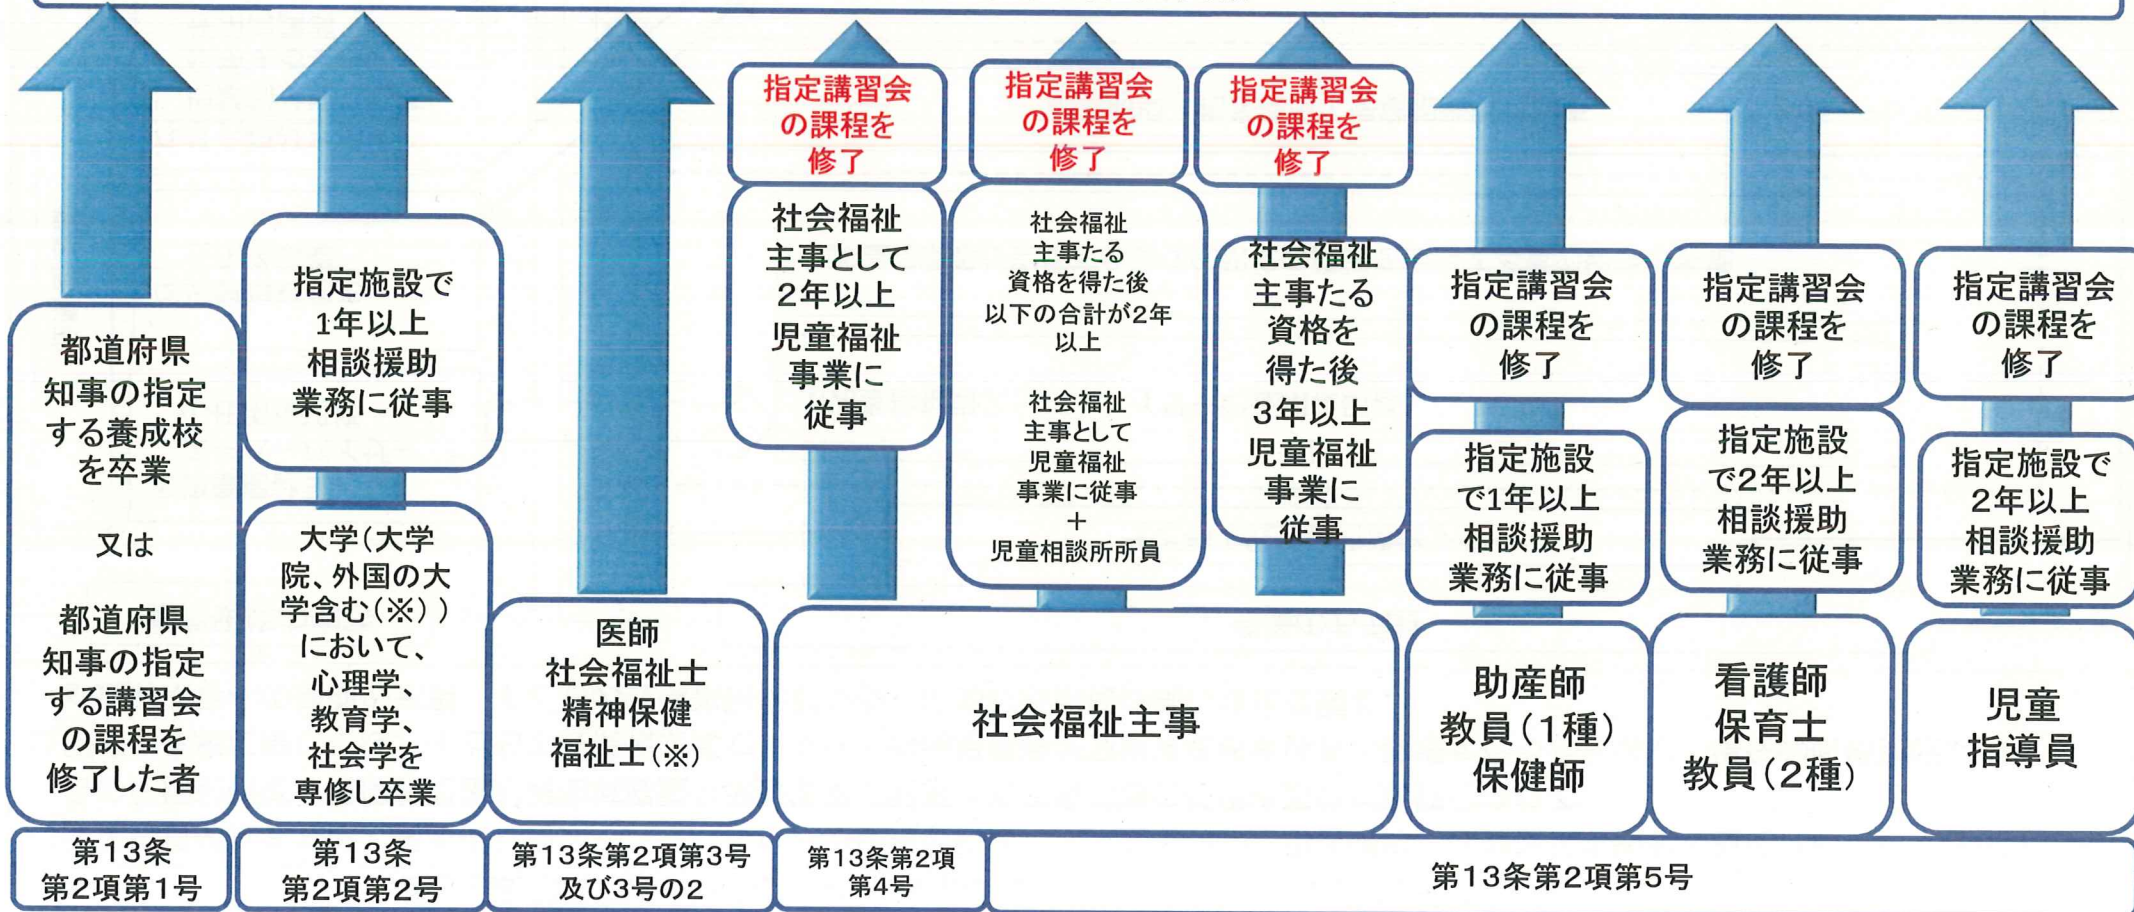 都道府県
知事の指定
する養成校
を卒業
又は
都道府県
知事の指定
する講習会
の課程を
修了した者
第13条
第2項第1号
指定施設で
1年以上
相談援助
業務に従事
大学(大学
院、外国の大
学含む(※))
において、
心理学、
教育学、
社会学を
専修し卒業
第13条
第2項第2号
医師
社会福祉士
精神保健
福祉士(※)
第13条第2項第3号
及び3号の2
指定講習会
の課程を
修了
社会福祉
主事として
2年以上
児童福祉
事業に
従事
指定講習会
の課程を
修了
社会福祉
主事たる
資格を得た後
以下の合計が2年
以上
社会福祉
主事として
児童福祉
事業に従事
+
児童相談所所員
指定講習会
の課程を
修了
社会福祉
主事たる
資格を
得た後
3年以上
児童福祉
事業に
従事
社会福祉主事
第13条第2項
第4号
指定講習会
の課程を
修了
指定施設
で1年以上
相談援助
業務に従事
助産師
教員(1種)
保健師
指定講習会
の課程を
修了
指定施設
で2年以上
相談援助
業務に従事
看護師
保育士
教員(2種)
指定講習会
の課程を
修了
指定施設で
2年以上
相談援助
業務に従事
児童
指導員
第13条第2項第5号